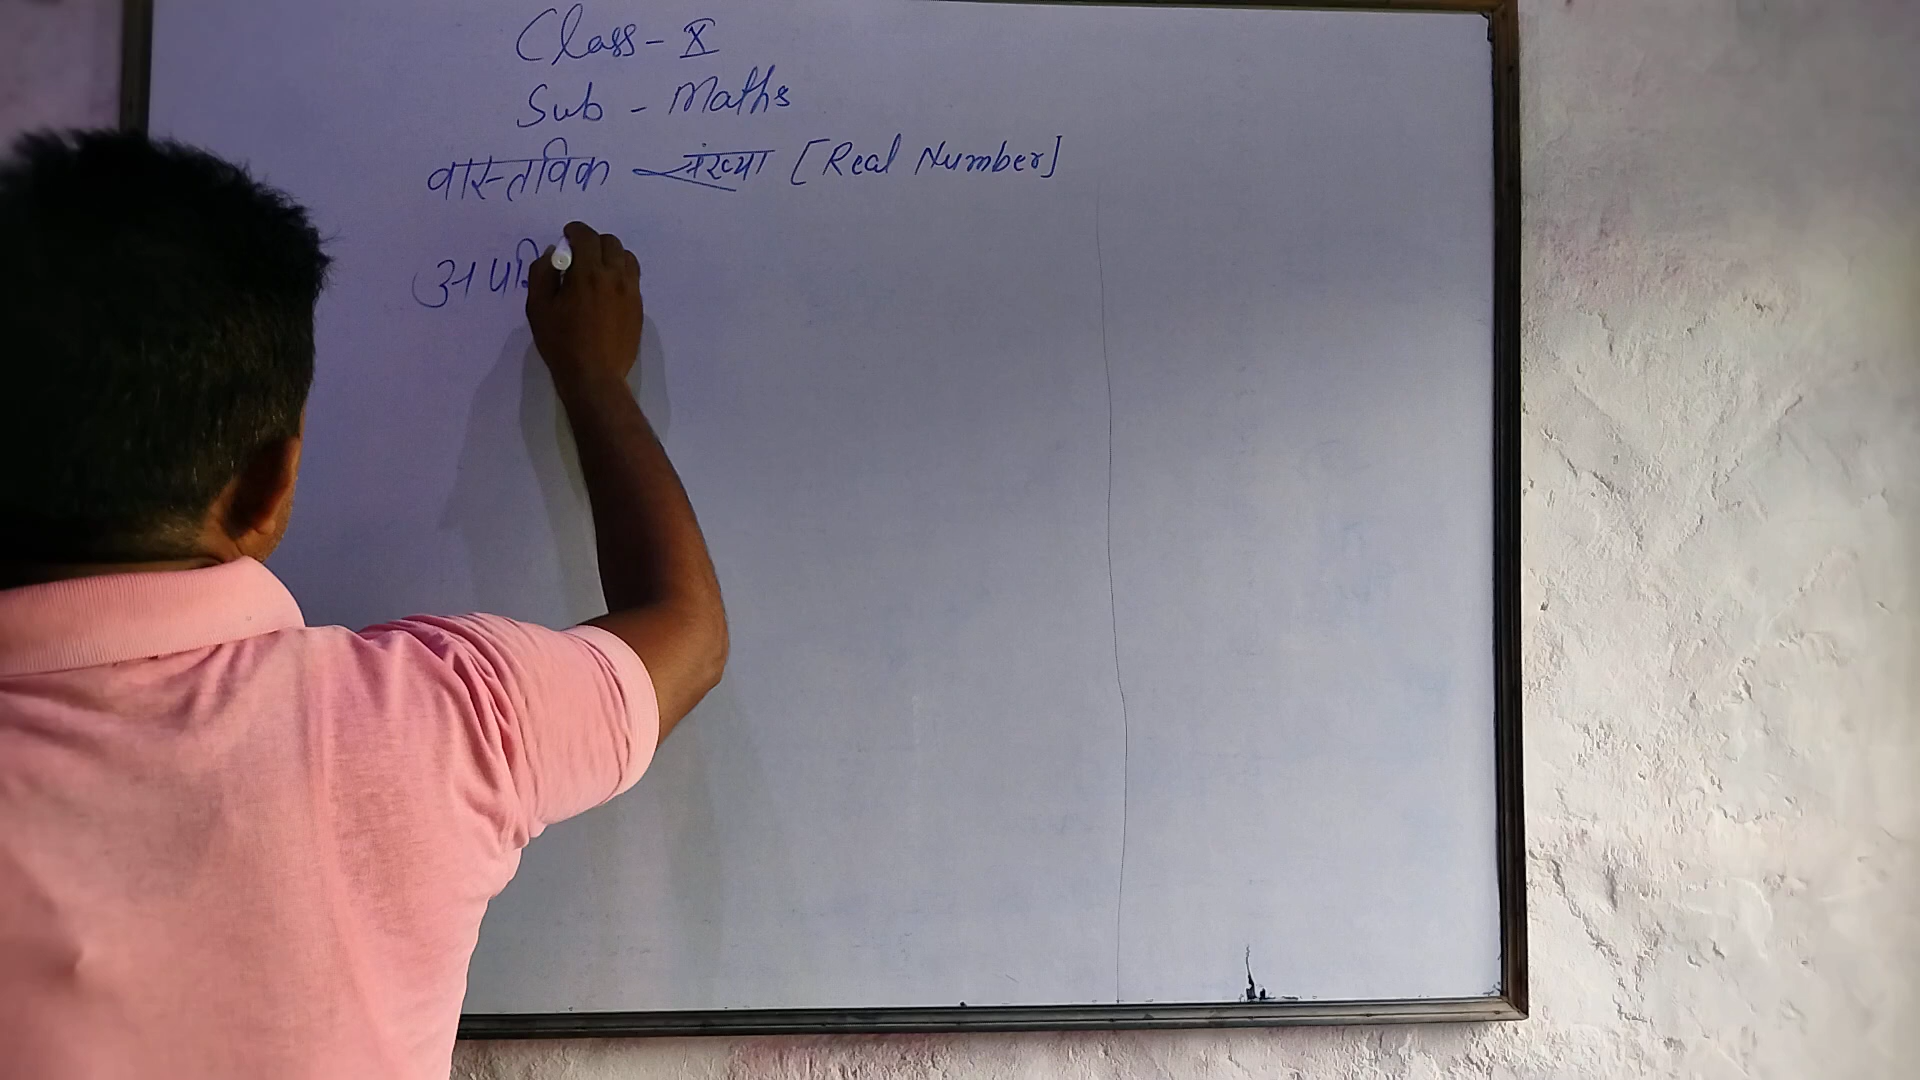 Class - X
Sub - Maths
वास्तविक संख्या [Real Number]